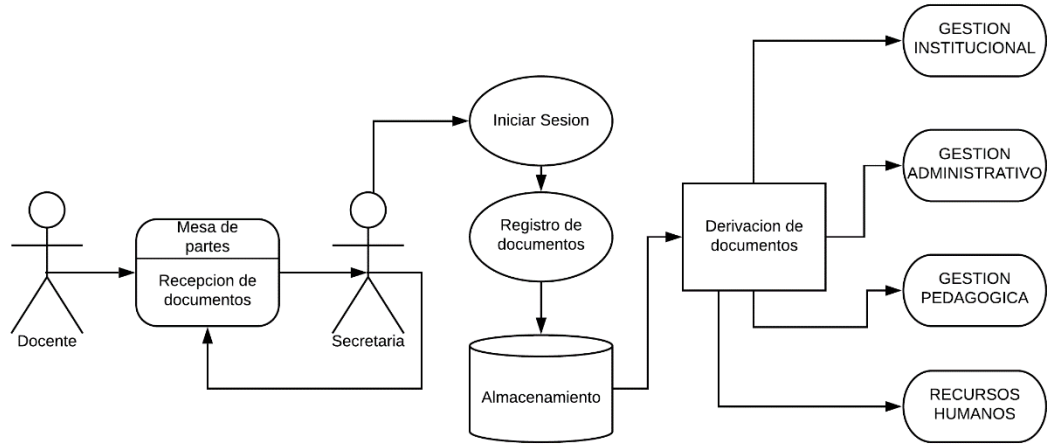 Docente
Mesa de
partes
Recepcion de
documentos
Secretaria
Iniciar Sesion
Registro de
documentos
Almacenamiento
Derivacion de
documentos
GESTION
INSTITUCIONAL
GESTION
ADMINISTRATIVO
GESTION
PEDAGOGICA
RECURSOS
HUMANOS